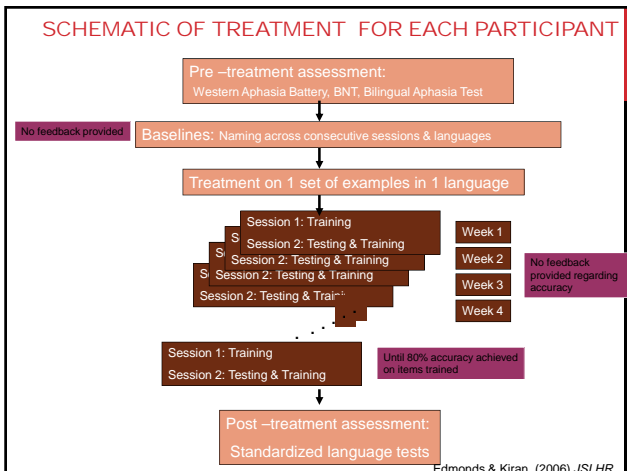 SCHEMATIC OF TREATMENT FOR EACH PARTICIPANT
Pre –treatment assessment:
Western Aphasia Battery, BNT, Bilingual Aphasia Test
No feedback provided
Baselines: Naming across consecutive sessions & languages
Treatment on 1 set of examples in 1 language
Session 1: Training
Session 2: Testing & Training
Session 2: Testing & Training
Session 2: Testing & Training
Session 2: Testing &
Week 1
Week 2
Week 3
Week 4
No feedback
provided regarding
accuracy
Session 1: Training
Session 2: Testing & Training
Until 80% accuracy achieved
on items trained
Post –treatment assessment:
Standardized language tests
Edmonds & Kiran, (2006) JSLHR